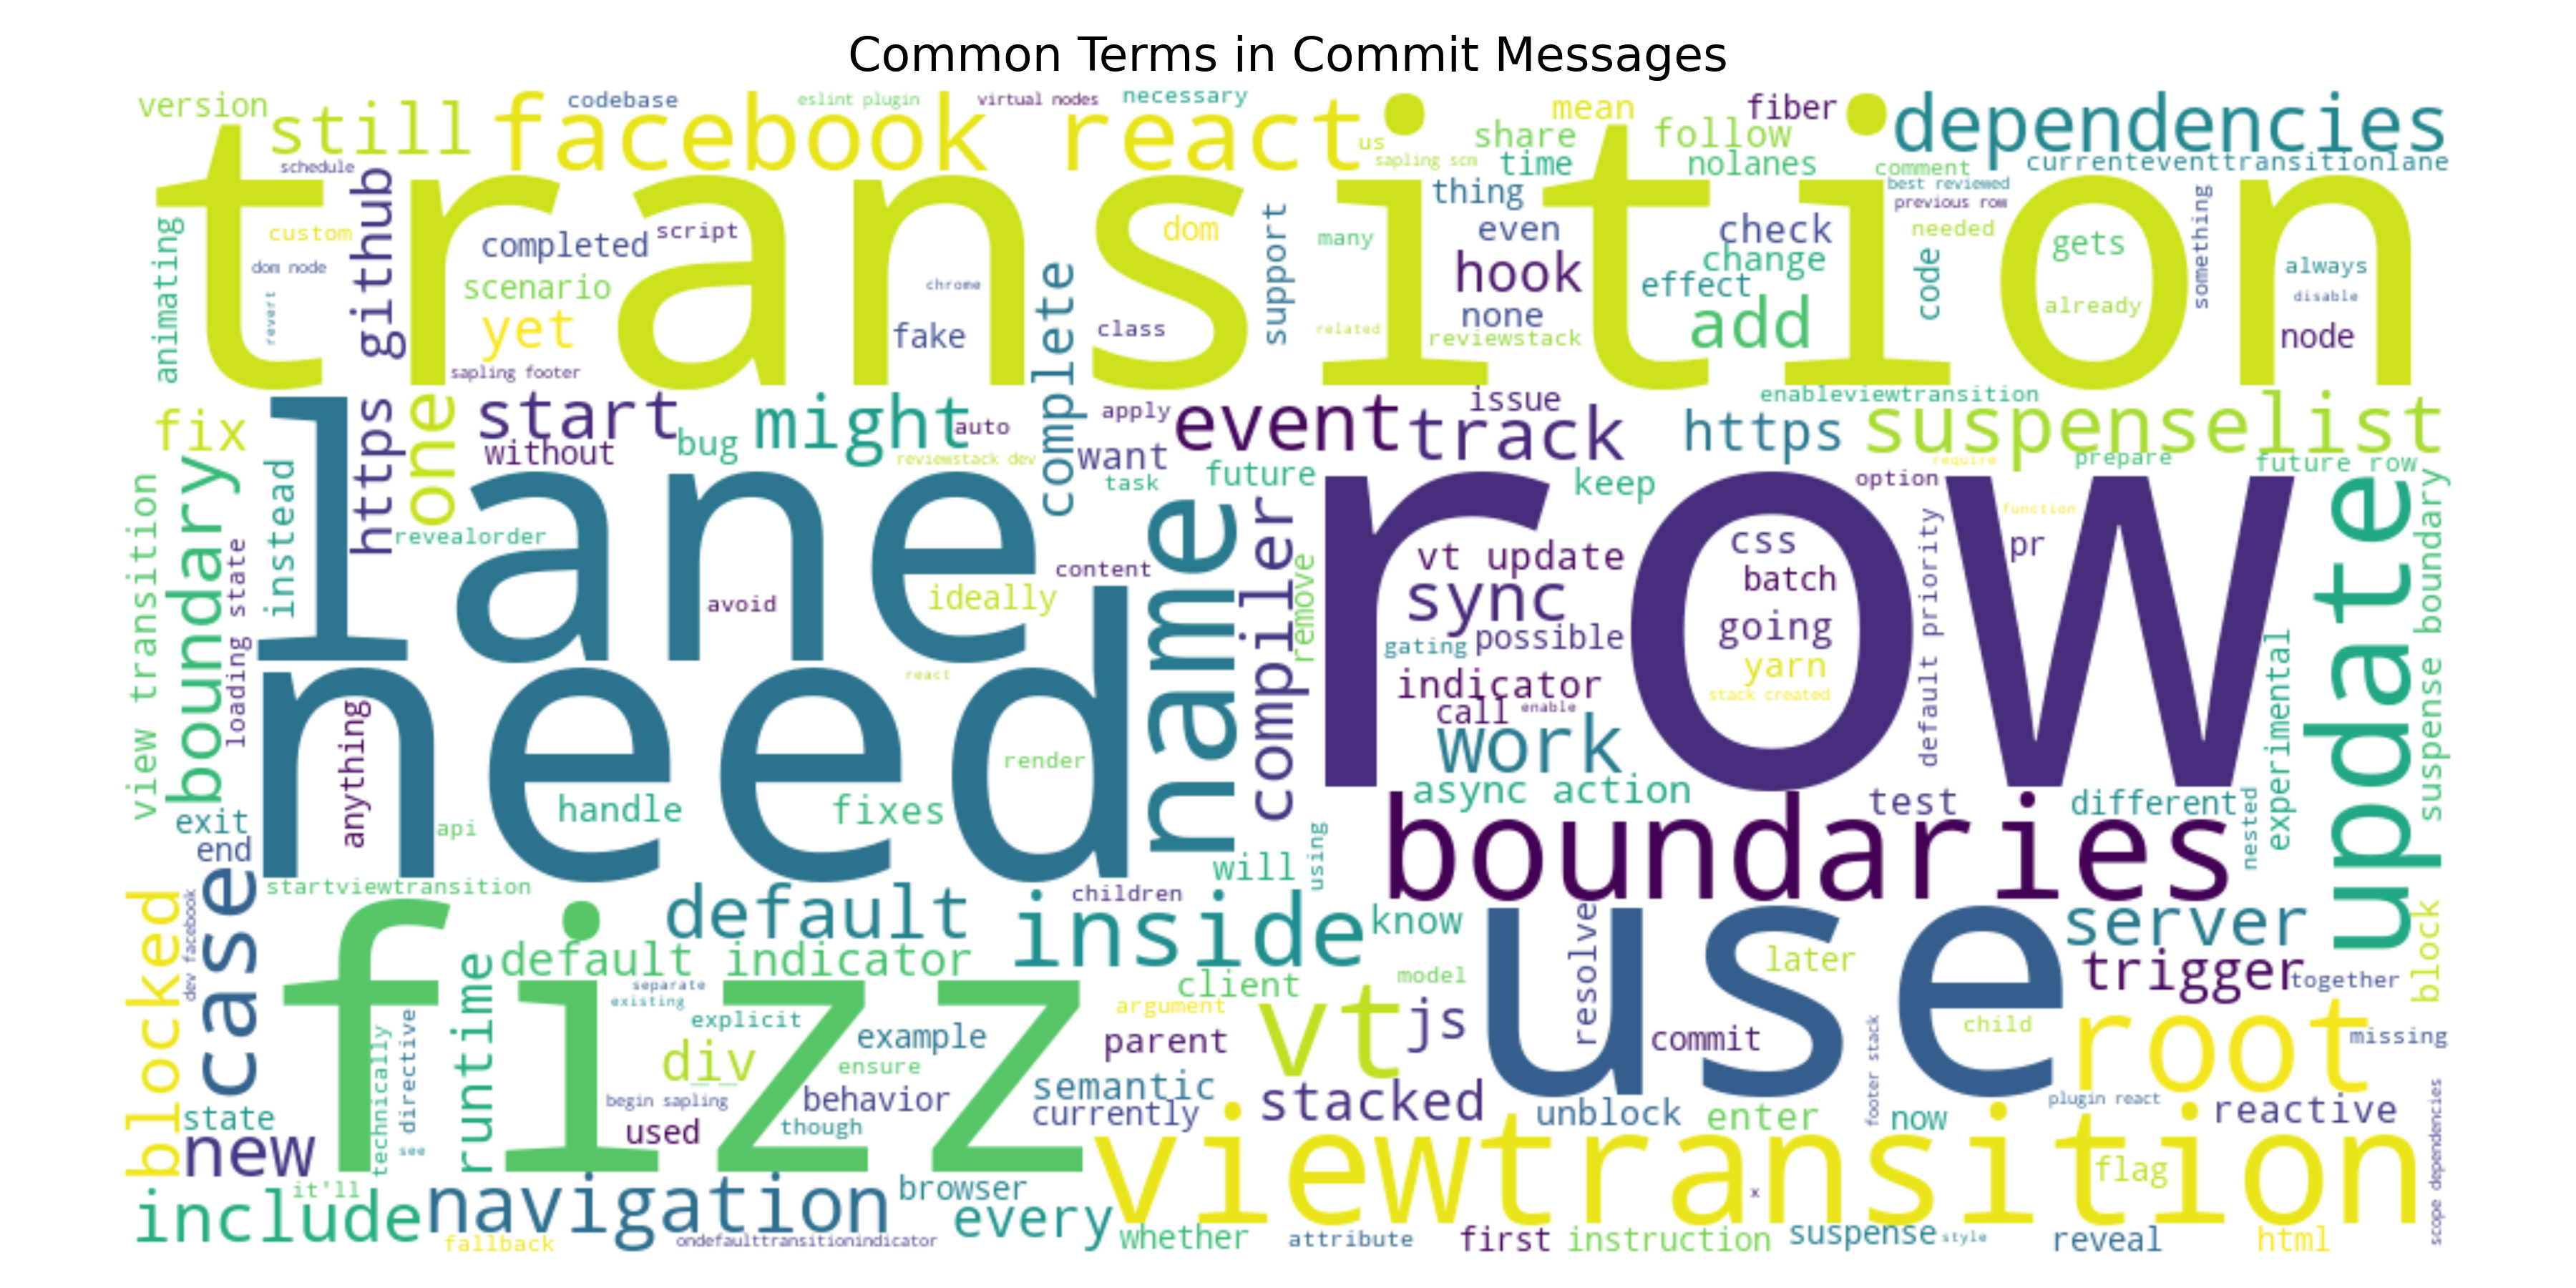 Common Terms in Commit Messages
version
still
codebase
facebook react
eslint plugin
virtual nodes
necessary
us
sapling scm
mean
share
time
follow
nolanes
fiber
comment
dependencies
currenteventtransitionlane
best reviewed
previous row
schedule
transition
animating
custom
dom node
revert
https github
completed
script
scenario
yet
sapling footer
chrome
fake
class
dom
complete
support
many
related
thing
even
hook
none
reviewstack
check
change
effect
add
code
needed
something
gets
already
always
disable
node
fix
one
start
without
bug
might
auto
reviewstack dev
apply
want
task
event
track
issue
https
enableviewtransition
suspenselist
future
keep
option
require
prepare
future row
view transition
boundary
loading state
instead
lane
revealorder
avoid
ideally
content
name
compiler
remove
row
vt update
sync
gating
possible
indicator
call
enable
work
css
batch
going
yarn
stack created
default priority
function
pr
update
suspense boundary
experimental
need
anything
react
render
handle
fixes
api
exit
end
async action
test
different
nested
boundaries
will
using
startviewtransition
children
blocked
dev facebook
case
default
inside
know
server
block
fizz
default indicator
runtime
separate
existing
explicit
example
div
ensure
begin sapling
behavior
used
though
technically
directive
see
client
argument
model
vt
js
parent
semantic
currently
stacked
use
resolve
commit
later
child
trigger
together
root
missing
footer stack
plugin react
unblock
enter
now
reactive
scope dependencies
state
new
viewtransition
flag
x
include
it'll
navigation
fallback
browser
ondefaulttransitionindicator
every
whether
attribute
first
instruction
suspense
style
reveal
html